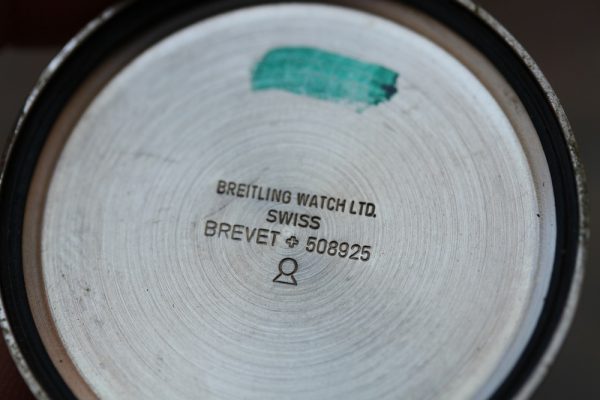 BREITLING WATCH LTD.
SWISS
BREVET + 508925